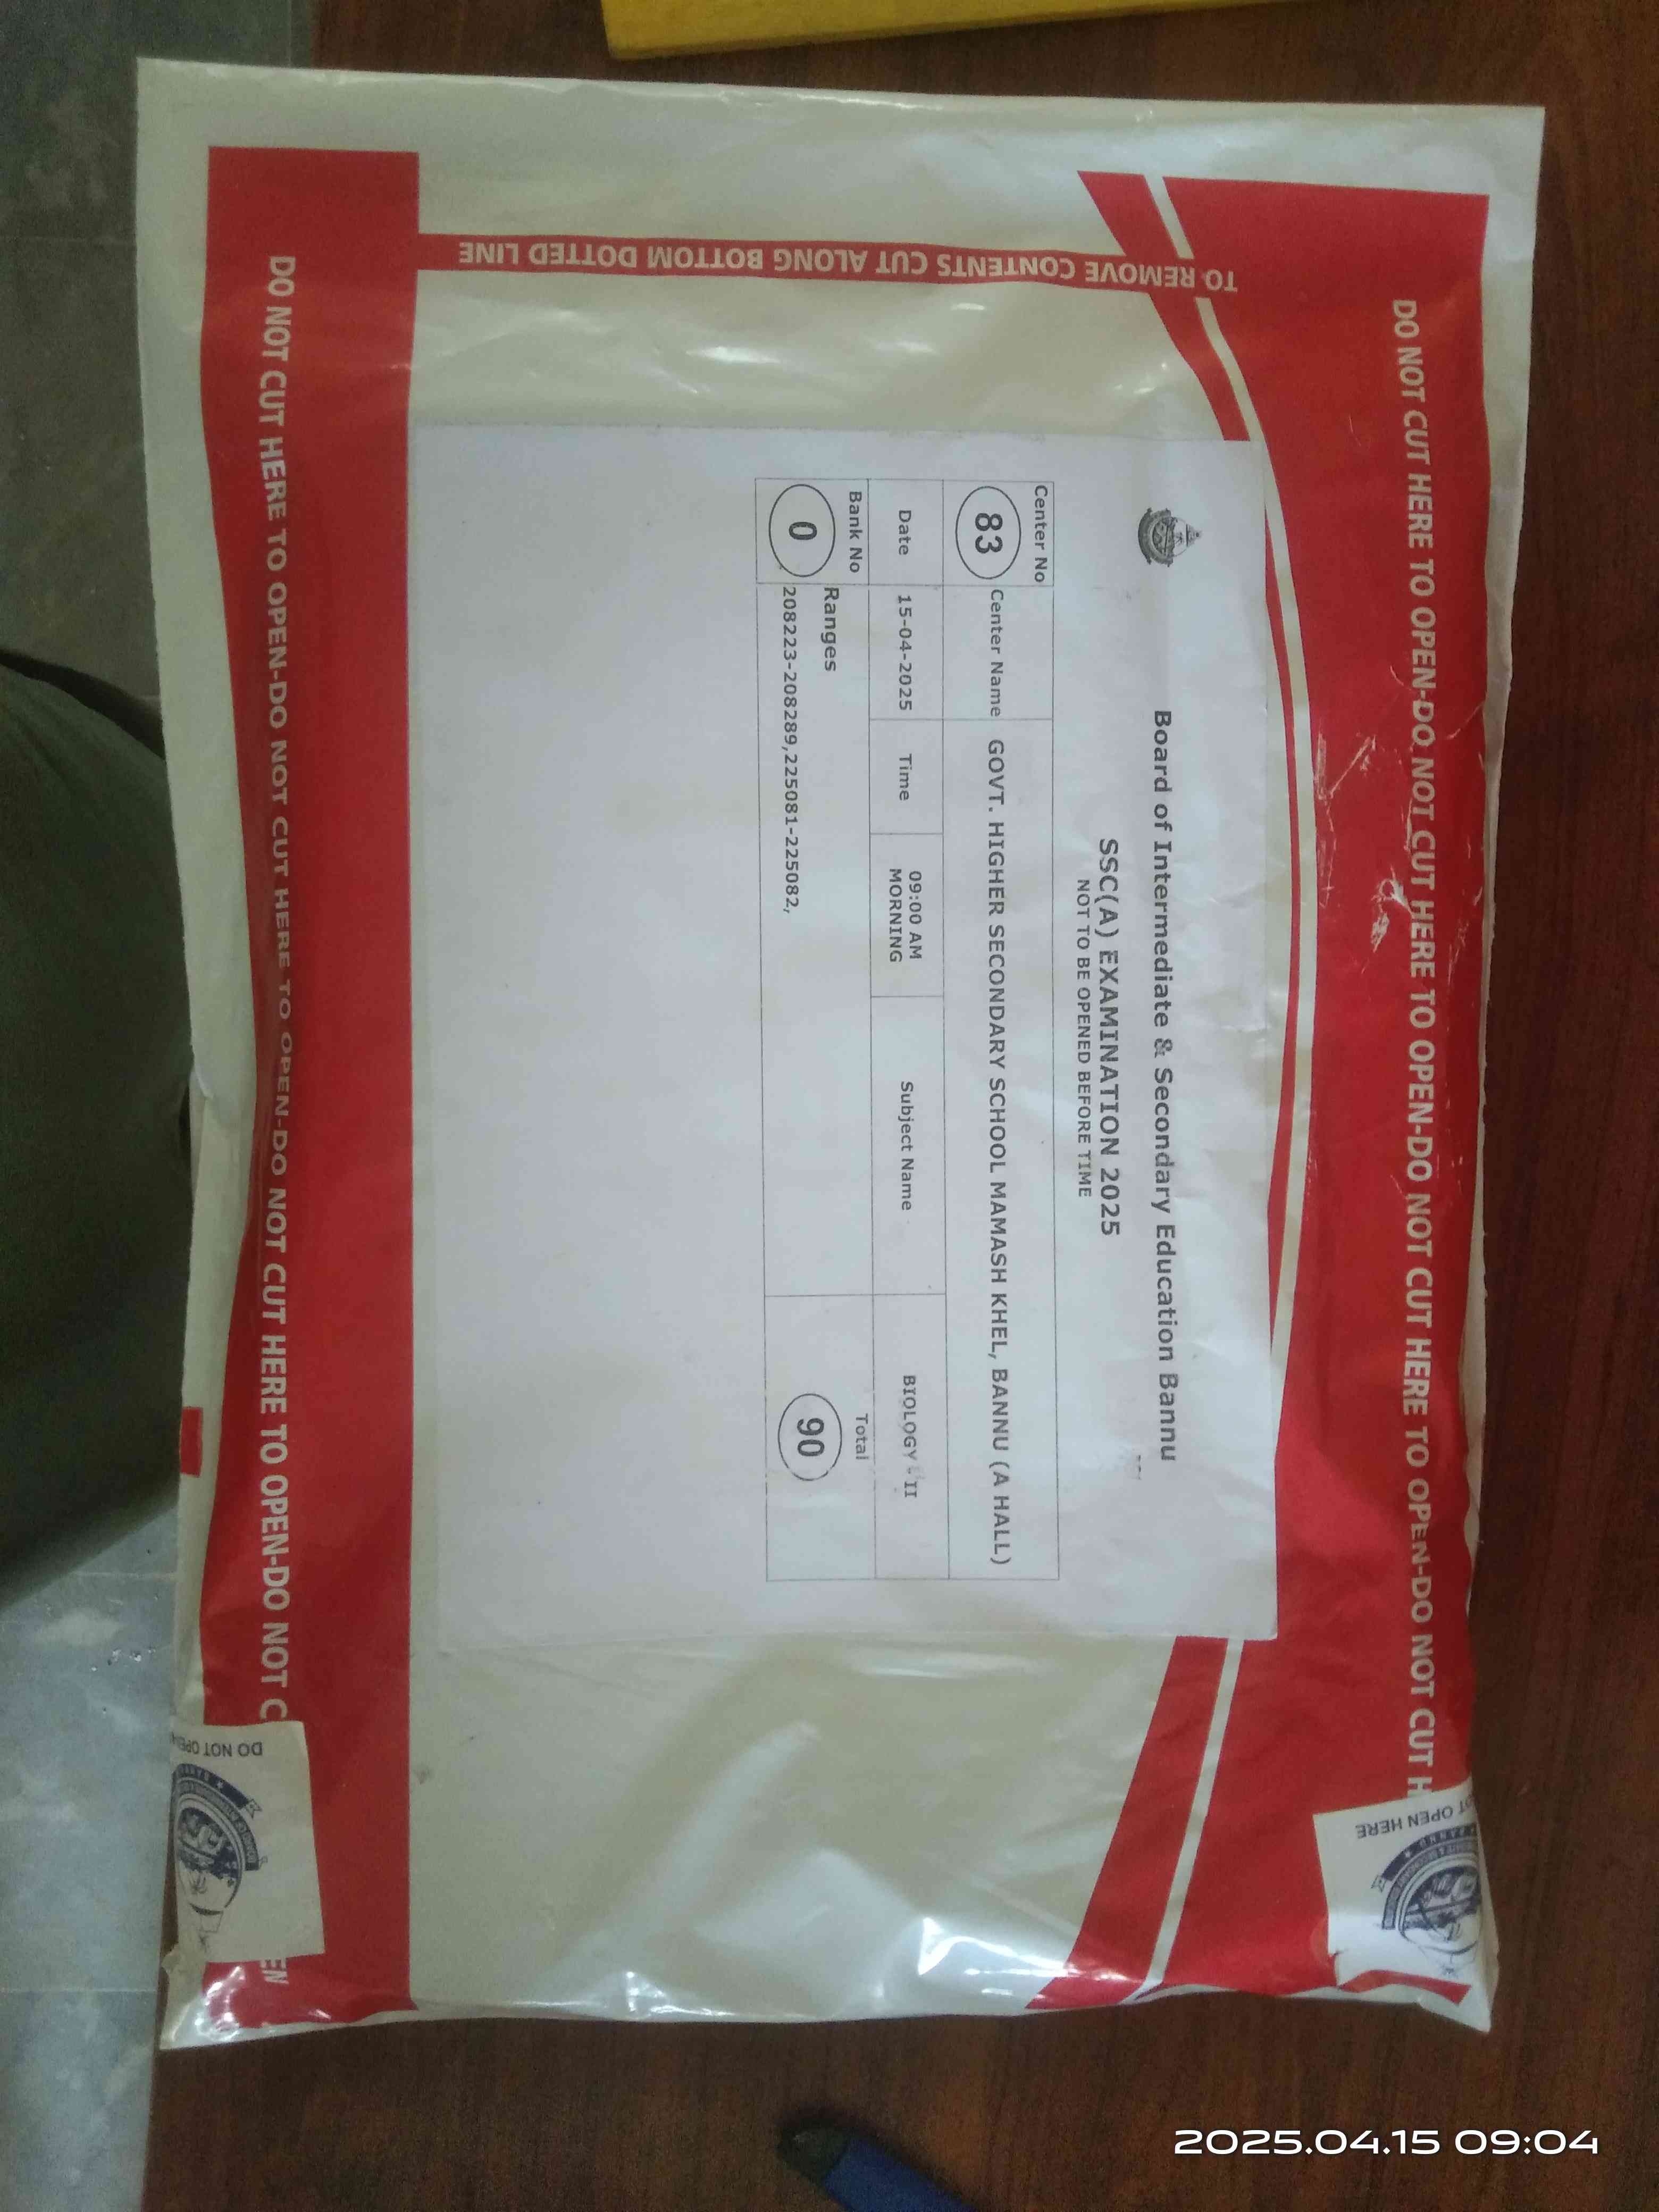 TO REMOVE CONTENTS CUT ALONG BOTTOM DOTTED LINE
DO NOT CUT HERE TO OPEN-DO NOT CUT HERE TO OPEN-DO NOT CUT HERE TO OPEN-DO NOT CUT H
Board of Intermediate & Secondary Education Bannu
SSC(A) EXAMINATION 2025
NOT TO BE OPENED BEFORE TIME
Center No
83
Center Name
GOVT. HIGHER SECONDARY SCHOOL MAMASH KHEL, BANNU (A HALL)
Date
15-04-2025
Time
09:00 AM
MORNING
Subject Name
BIOLOGY - II
Bank No
0
Ranges
208223-208289,225081-225082,
Total
90
DO NOT CUT HERE TO OPEN-DO NOT CUT HERE TO OPEN-DO NOT CUT HERE TO OPEN-DO NOT C
EN
DO NOT OPEN
OT OPEN HERE
2025.04.15 09:04